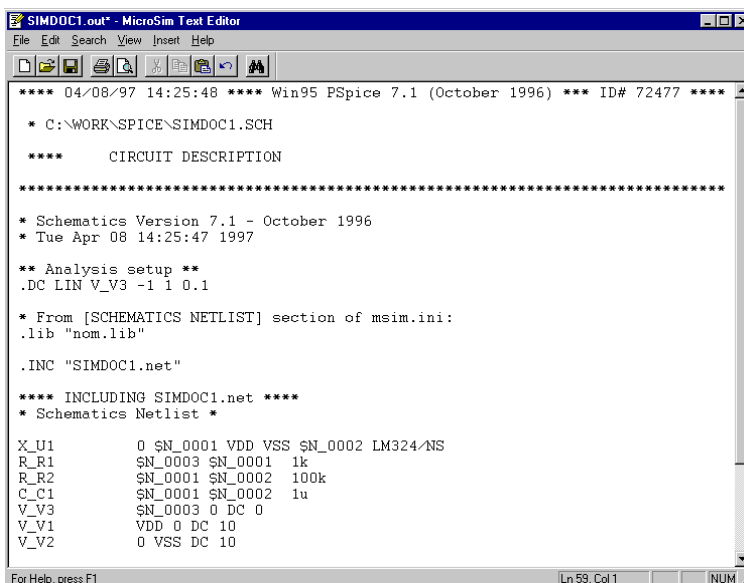 SIMDOC1.out* - MicroSim Text Editor
File Edit Search View Insert Help
**** 04/08/97 14:25:48 **** Win95 PSpice 7.1 (October 1996) *** ID# 72477 ****
* C:\WORK\SPICE\SIMDOC1.SCH
**** CIRCUIT DESCRIPTION
******************************************************************************
* Schematics Version 7.1 - October 1996
* Tue Apr 08 14:25:47 1997
** Analysis setup **
.DC LIN V_V3 -1 1 0.1
* From [SCHEMATICS NETLIST] section of msim.ini:
.lib "nom.lib"
.INC "SIMDOC1.net"
**** INCLUDING SIMDOC1.net ****
* Schematics Netlist *
X_U1 0 $N_0001 VDD VSS $N_0002 LM324/NS
R_R1 $N_0003 $N_0001 1k
R_R2 $N_0001 $N_0002 100k
C_C1 $N_0001 $N_0002 1u
V_V3 $N_0003 0 DC 0
V_V1 VDD 0 DC 10
V_V2 0 VSS DC 10
For Help, press F1 Ln 59, Col 1 NUM